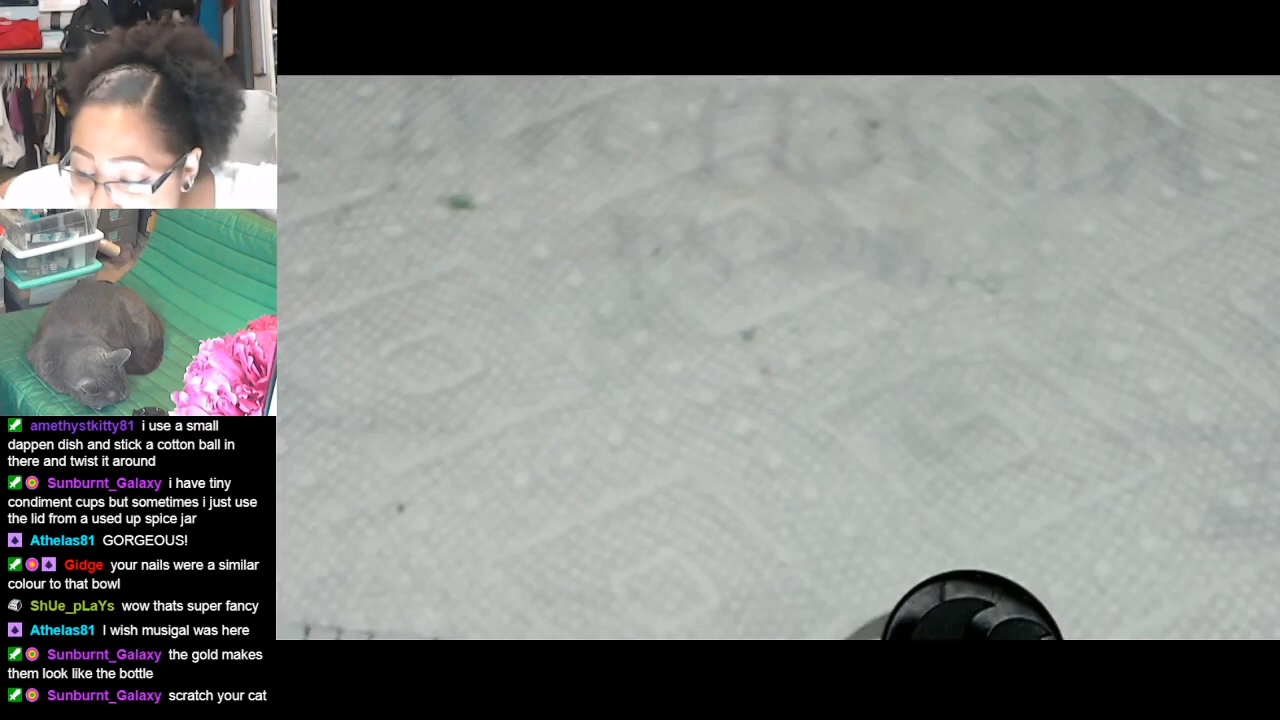 amethystkitty81 i use a small
dappen dish and stick a cotton ball in
there and twist it around
Sunburnt_Galaxy i have tiny
condiment cups but sometimes i just use
the lid from a used up spice jar
Athelas81 GORGEOUS!
Gidge your nails were a similar
colour to that bowl
ShUe_pLaYs wow thats super fancy
Athelas81 I wish musigal was here
Sunburnt_Galaxy the gold makes
them look like the bottle
Sunburnt_Galaxy scratch your cat